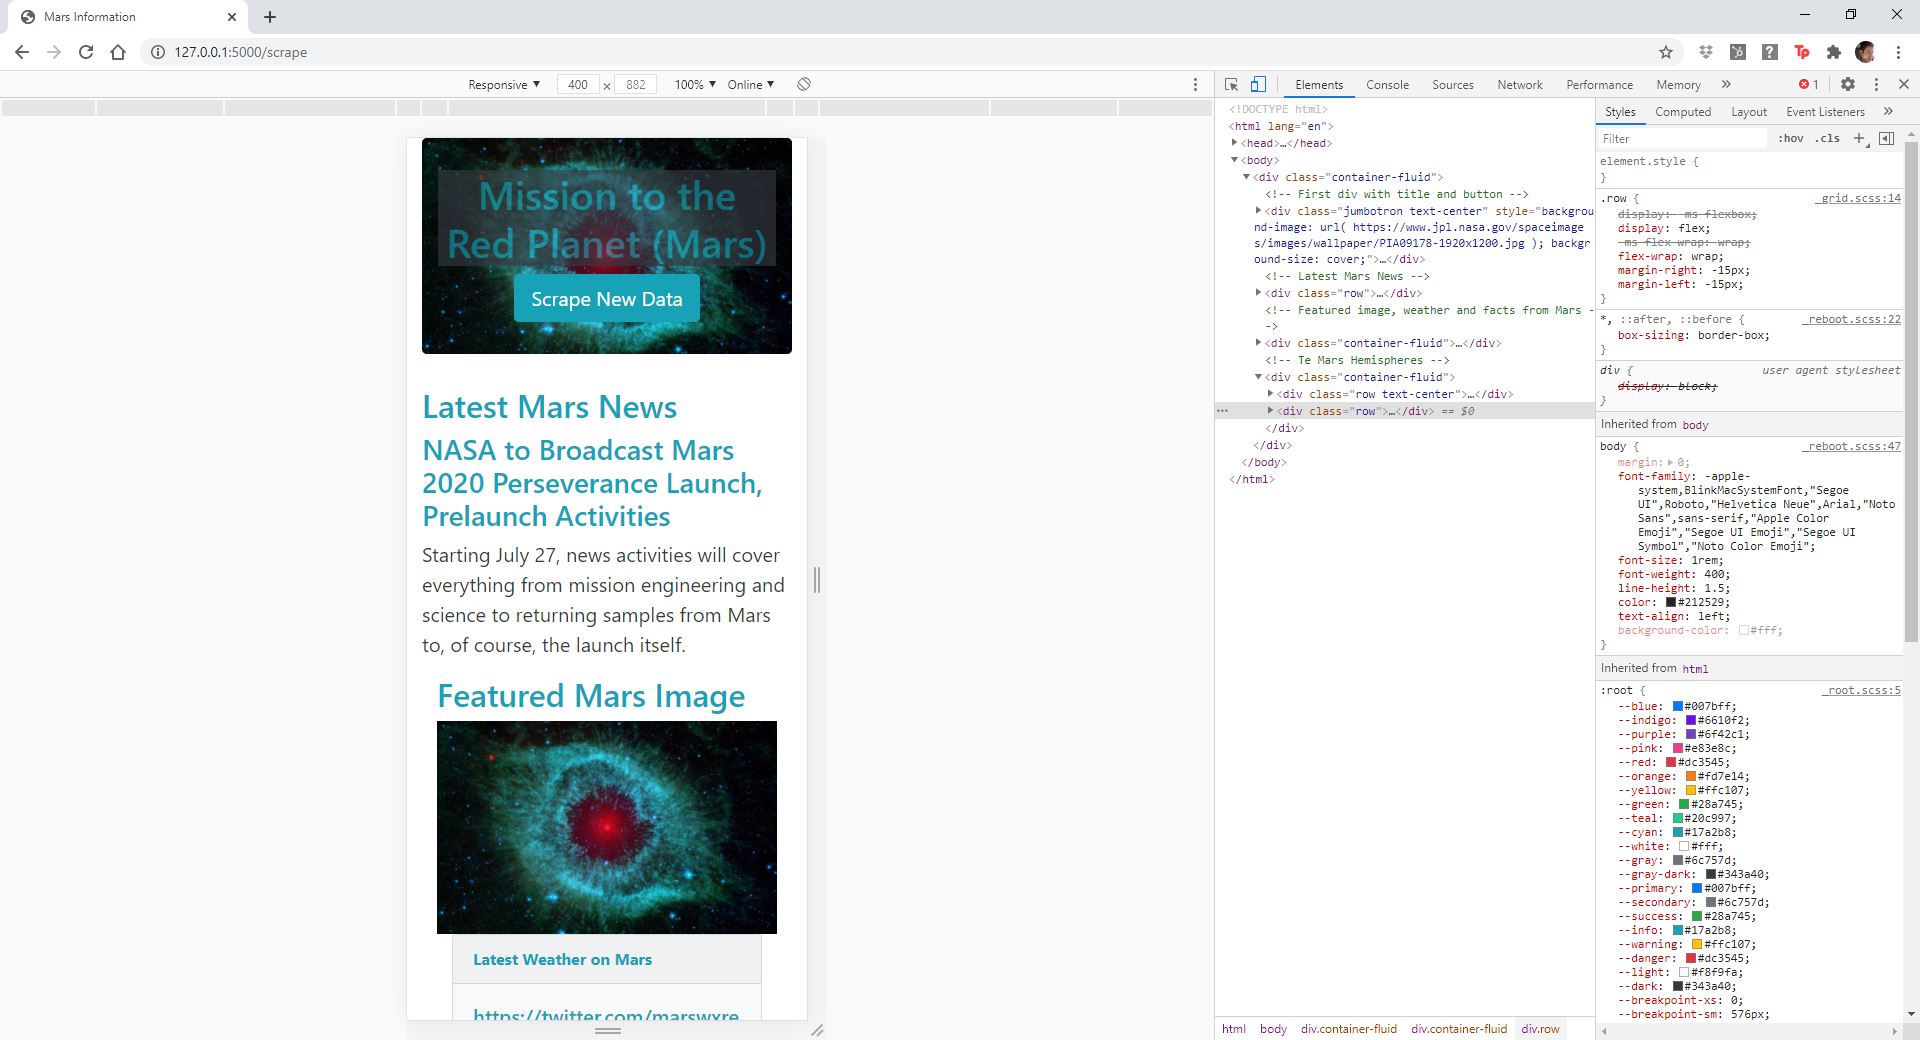 Mars Information
127.0.0.1:5000/scrape
Tp
Responsive ▼ 400 x 882 100% ▼ Online ▼
Mission to the
Red Planet (Mars)
Scrape New Data
Latest Mars News
NASA to Broadcast Mars
2020 Perseverance Launch,
Prelaunch Activities
Starting July 27, news activities will cover
everything from mission engineering and
science to returning samples from Mars
to, of course, the launch itself.
Featured Mars Image
Latest Weather on Mars
https://twitter.com/marswxre
Elements Console Sources Network Performance Memory » 1
<!DOCTYPE html>
<html lang="en">
<head>…</head>
<body>
<div class="container-fluid">
<!-- First div with title and button -->
<div class="jumbotron text-center" style="backgrou
nd-image: url( https://www.jpl.nasa.gov/spaceimage
s/images/wallpaper/PIA09178-1920x1200.jpg ); backgr
ound-size: cover;">…</div>
<!-- Latest Mars News -->
<div class="row">…</div>
<!-- Featured image, weather and facts from Mars -
->
<div class="container-fluid">…</div>
<!-- Te Mars Hemispheres -->
<div class="container-fluid">
<div class="row text-center">…</div>
<div class="row">…</div> == $0
</div>
</div>
</body>
</html>
html body div.container-fluid div.container-fluid div.row
Styles Computed Layout Event Listeners »
Filter :hov .cls +
element.style {
}
.row { _grid.scss:14
display: -ms-flexbox;
display: flex;
-ms-flex-wrap: wrap;
flex-wrap: wrap;
margin-right: -15px;
margin-left: -15px;
}
*, ::after, ::before { _reboot.scss:22
box-sizing: border-box;
}
div { user agent stylesheet
display: block;
}
Inherited from body
body { _reboot.scss:47
margin: 0;
font-family: -apple-
system,BlinkMacSystemFont,"Segoe
UI",Roboto,"Helvetica Neue",Arial,"Noto
Sans",sans-serif,"Apple Color
Emoji","Segoe UI Emoji","Segoe UI
Symbol","Noto Color Emoji";
font-size: 1rem;
font-weight: 400;
line-height: 1.5;
color: #212529;
text-align: left;
background-color: #fff;
}
Inherited from html
:root { _root.scss:5
--blue: #007bff;
--indigo: #6610f2;
--purple: #6f42c1;
--pink: #e83e8c;
--red: #dc3545;
--orange: #fd7e14;
--yellow: #ffc107;
--green: #28a745;
--teal: #20c997;
--cyan: #17a2b8;
--white: #fff;
--gray: #6c757d;
--gray-dark: #343a40;
--primary: #007bff;
--secondary: #6c757d;
--success: #28a745;
--info: #17a2b8;
--warning: #ffc107;
--danger: #dc3545;
--light: #f8f9fa;
--dark: #343a40;
--breakpoint-xs: 0;
--breakpoint-sm: 576px;